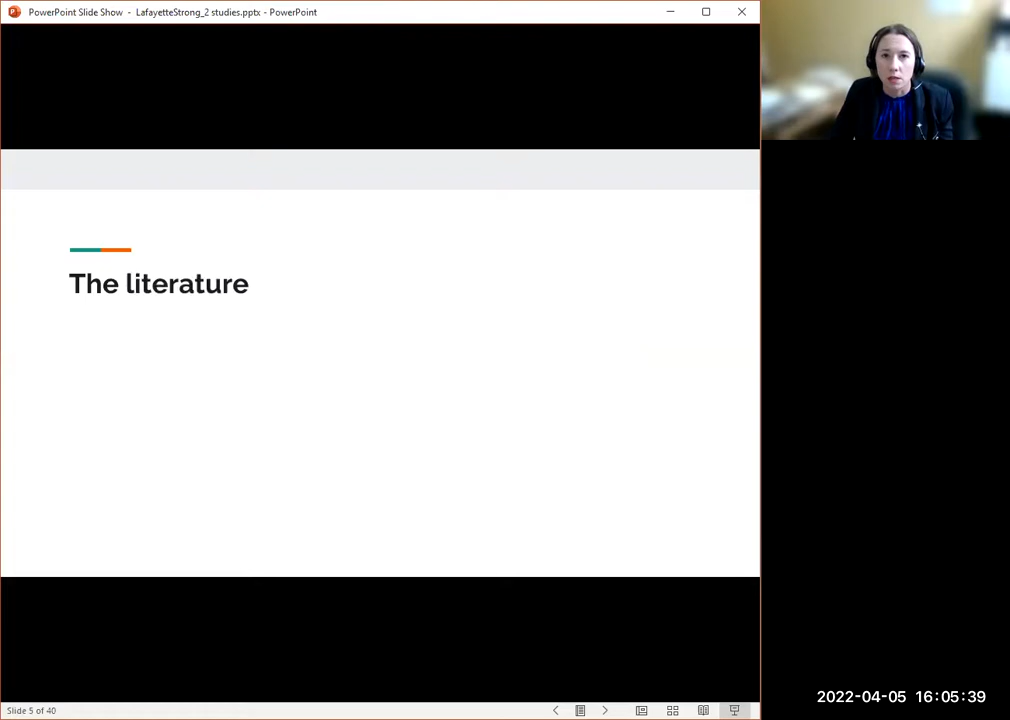 PowerPoint Slide Show - LafayetteStrong_2 studies.pptx - PowerPoint
The literature
Slide 5 of 40
2022-04-05 16:05:39